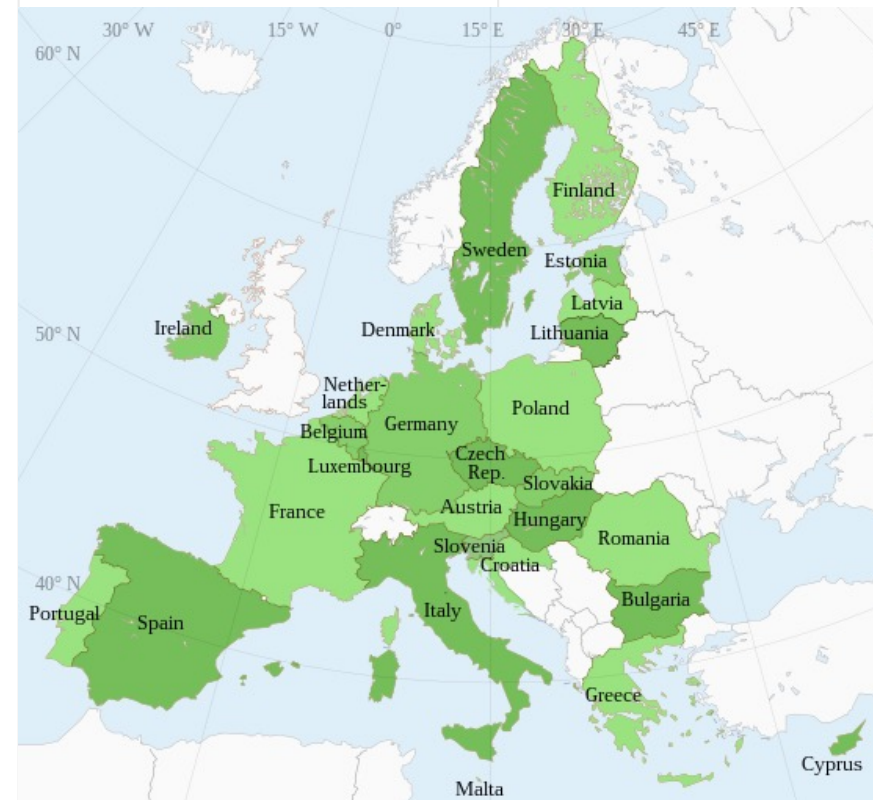 30° W
15° W
0°
15° E
30° E
45° E
60° N
Finland
Sweden
Estonia
Latvia
Ireland
Denmark
Lithuania
50° N
Nether-
lands
Poland
Germany
Belgium
Czech
Rep.
Luxembourg
Slovakia
Austria
France
Hungary
Romania
Slovenia
Croatia
40° N
Bulgaria
Portugal
Spain
Italy
Greece
Cyprus
Malta